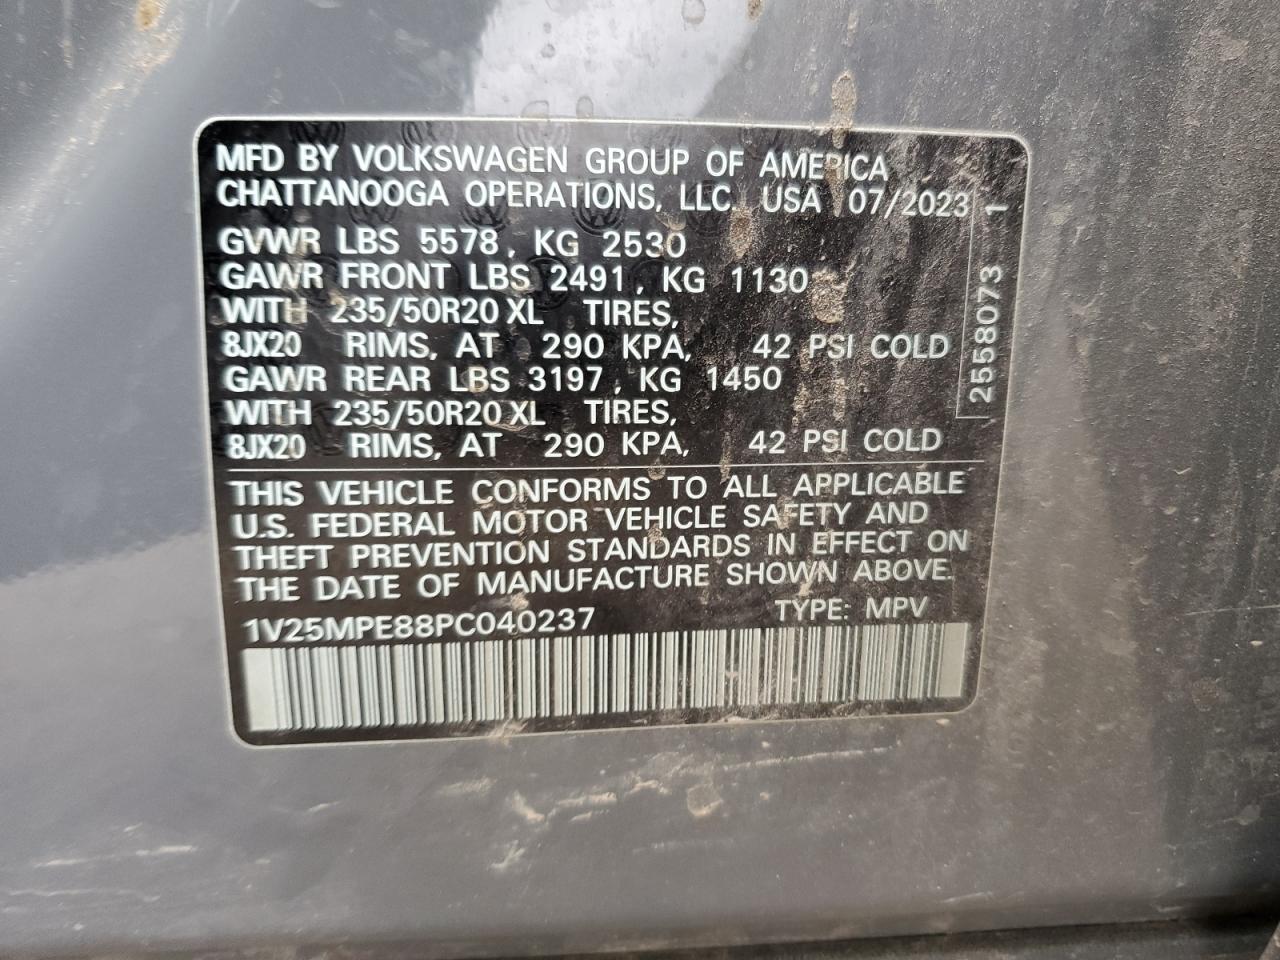 MFD BY VOLKSWAGEN GROUP OF AMERICA
CHATTANOOGA OPERATIONS, LLC. USA 07/2023
GVWR LBS 5578, KG 2530
GAWR FRONT LBS 2491, KG 1130
WITH 235/50R20 XL TIRES,
8JX20 RIMS, AT 290 KPA, 42 PSI COLD
GAWR REAR LBS 3197, KG 1450
WITH 235/50R20 XL TIRES,
8JX20 RIMS, AT 290 KPA, 42 PSI COLD
2558073 1
THIS VEHICLE CONFORMS TO ALL APPLICABLE
U.S. FEDERAL MOTOR VEHICLE SAFETY AND
THEFT PREVENTION STANDARDS IN EFFECT ON
THE DATE OF MANUFACTURE SHOWN ABOVE.
1V25MPE88PC040237 TYPE: MPV